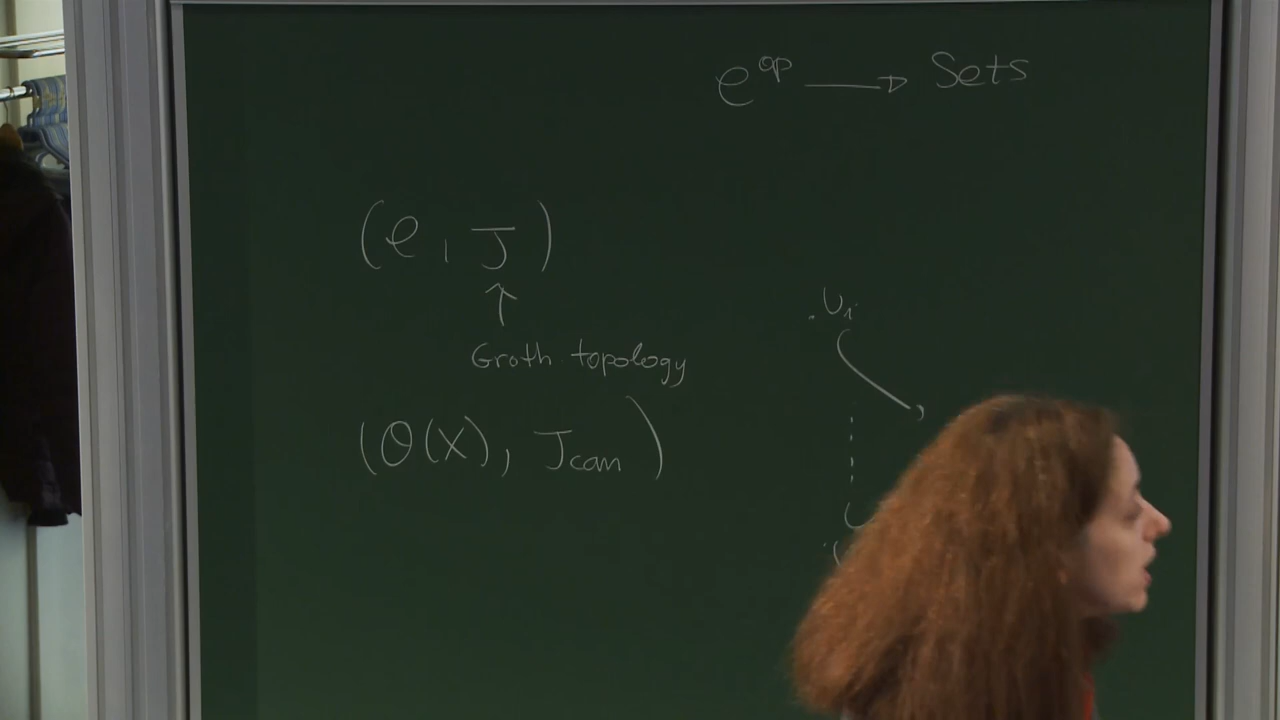 𝒞^op → Sets
(𝒞, J)
↑
Groth. topology
(O(X), J_can)
U_i